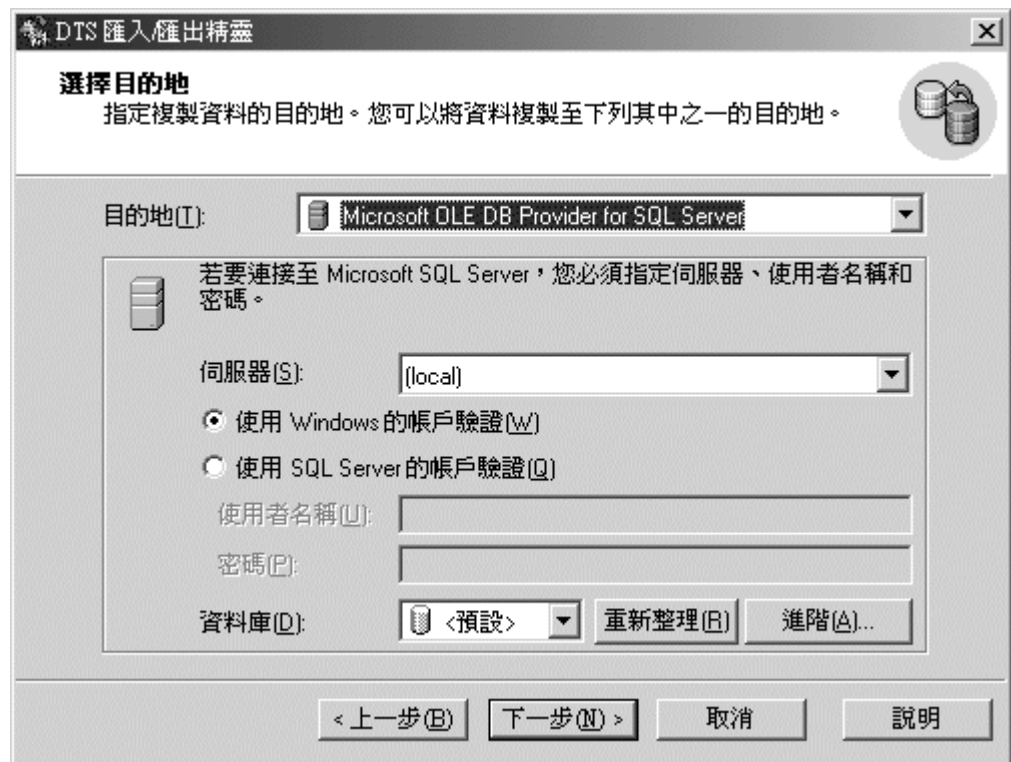 DTS 匯入/匯出精靈
選擇目的地
指定複製資料的目的地。您可以將資料複製至下列其中之一的目的地。
目的地(T): Microsoft OLE DB Provider for SQL Server
若要連接至 Microsoft SQL Server，您必須指定伺服器、使用者名稱和
密碼。
伺服器(S): (local)
使用 Windows 的帳戶驗證(W)
使用 SQL Server 的帳戶驗證(Q)
使用者名稱(U):
密碼(P):
資料庫(D): <預設> 重新整理(R) 進階(A)...
< 上一步(B) 下一步(N) > 取消 說明